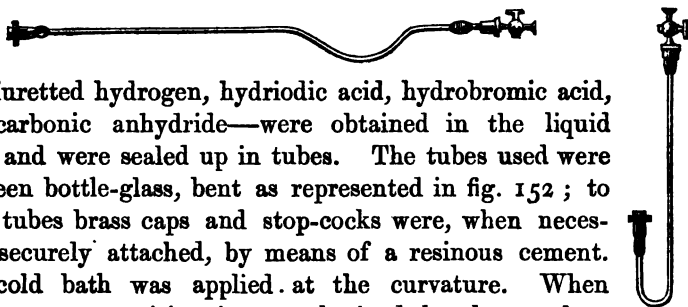 uretted hydrogen, hydriodic acid, hydrobromic acid,
carbonic anhydride—were obtained in the liquid
and were sealed up in tubes. The tubes used were
een bottle-glass, bent as represented in fig. 152; to
tubes brass caps and stop-cocks were, when neces-
securely attached, by means of a resinous cement.
cold bath was applied at the curvature. When